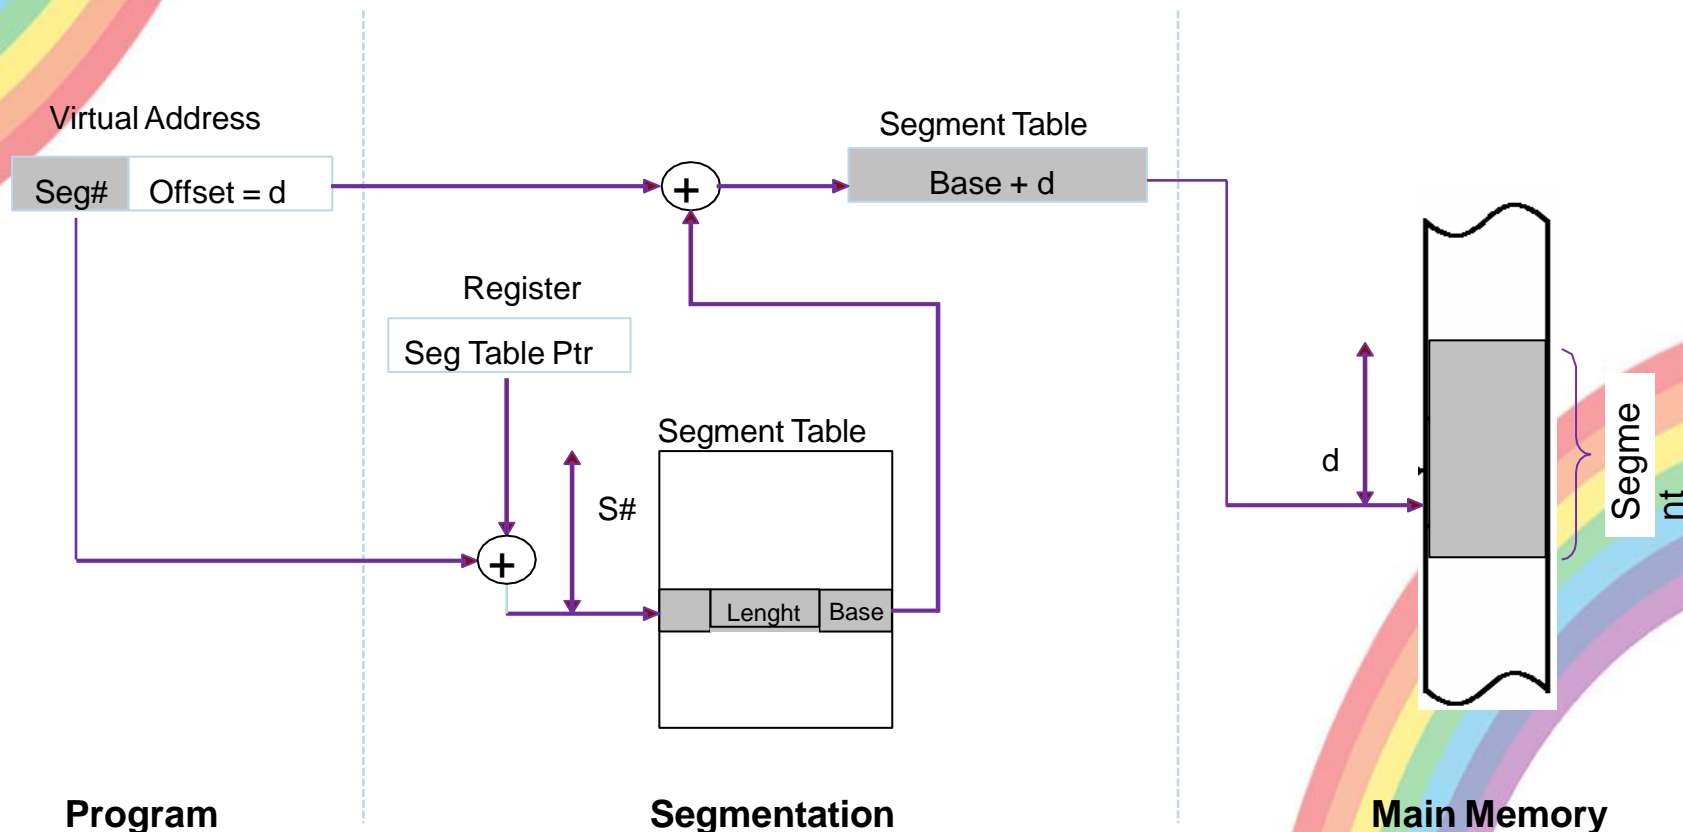 Virtual Address
Segment Table
Seg# Offset = d
+
Base + d
Register
Seg Table Ptr
Segment Table
S#
d
+
Lenght Base
Segme
nt
Program
Segmentation
Main Memory